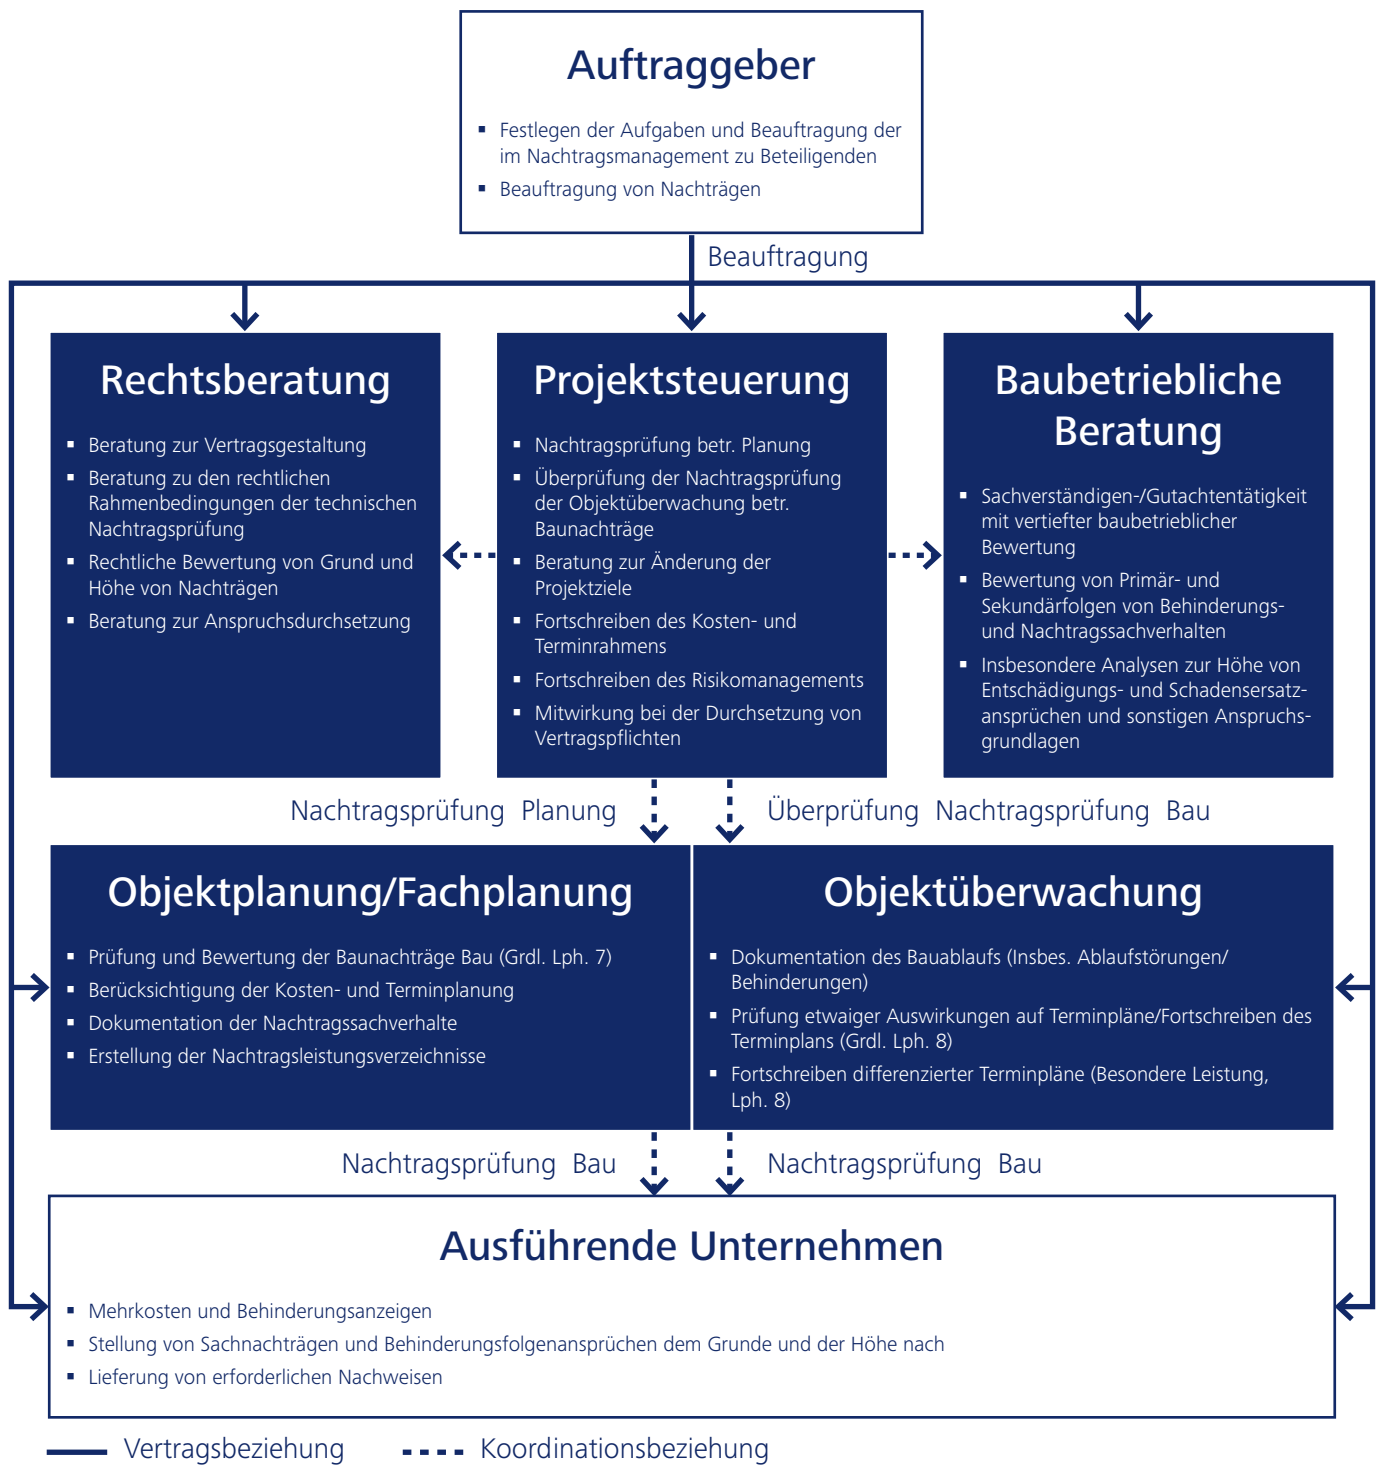 Auftraggeber
▪ Festlegen der Aufgaben und Beauftragung der
im Nachtragsmanagement zu Beteiligenden
▪ Beauftragung von Nachträgen
Beauftragung
Rechtsberatung
▪ Beratung zur Vertragsgestaltung
▪ Beratung zu den rechtlichen
Rahmenbedingungen der technischen
Nachtragsprüfung
▪ Rechtliche Bewertung von Grund und
Höhe von Nachträgen
▪ Beratung zur Anspruchsdurchsetzung
Projektsteuerung
▪ Nachtragsprüfung betr. Planung
▪ Überprüfung der Nachtragsprüfung
der Objektüberwachung betr.
Baunachträge
▪ Beratung zur Änderung der
Projektziele
▪ Fortschreiben des Kosten- und
Terminrahmens
▪ Fortschreiben des Risikomanagements
▪ Mitwirkung bei der Durchsetzung von
Vertragspflichten
Baubetriebliche
Beratung
▪ Sachverständigen-/Gutachtentätigkeit
mit vertiefter baubetrieblicher
Bewertung
▪ Bewertung von Primär- und
Sekundärfolgen von Behinderungs-
und Nachtragssachverhalten
▪ Insbesondere Analysen zur Höhe von
Entschädigungs- und Schadensersatz-
ansprüchen und sonstigen Anspruchs-
grundlagen
Nachtragsprüfung Planung
Überprüfung Nachtragsprüfung Bau
Objektplanung/Fachplanung
▪ Prüfung und Bewertung der Baunachträge Bau (Grdl. Lph. 7)
▪ Berücksichtigung der Kosten- und Terminplanung
▪ Dokumentation der Nachtragssachverhalte
▪ Erstellung der Nachtragsleistungsverzeichnisse
Objektüberwachung
▪ Dokumentation des Bauablaufs (Insbes. Ablaufstörungen/
Behinderungen)
▪ Prüfung etwaiger Auswirkungen auf Terminpläne/Fortschreiben des
Terminplans (Grdl. Lph. 8)
▪ Fortschreiben differenzierter Terminpläne (Besondere Leistung,
Lph. 8)
Nachtragsprüfung Bau
Nachtragsprüfung Bau
Ausführende Unternehmen
▪ Mehrkosten und Behinderungsanzeigen
▪ Stellung von Sachnachträgen und Behinderungsfolgenansprüchen dem Grunde und der Höhe nach
▪ Lieferung von erforderlichen Nachweisen
Vertragsbeziehung
Koordinationsbeziehung